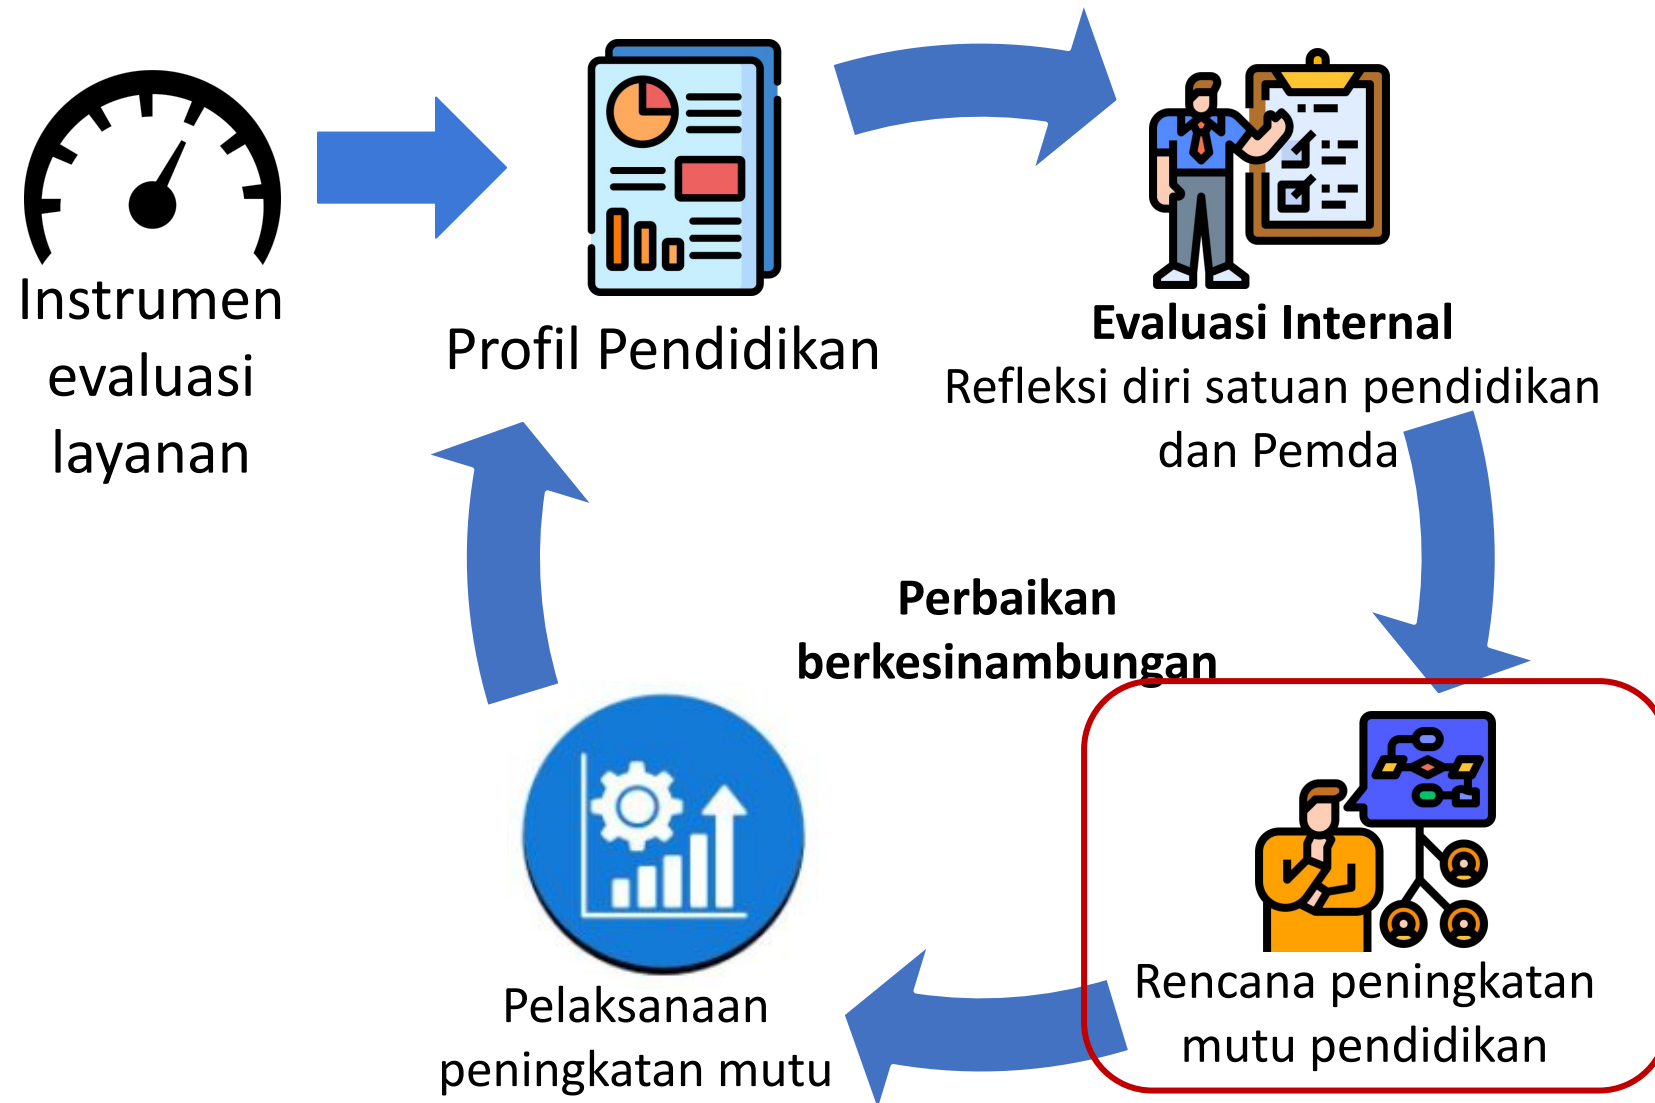 Instrumen
evaluasi
layanan
Profil Pendidikan
Evaluasi Internal
Refleksi diri satuan pendidikan
dan Pemda
Perbaikan
berkesinambungan
Rencana peningkatan
mutu pendidikan
Pelaksanaan
peningkatan mutu